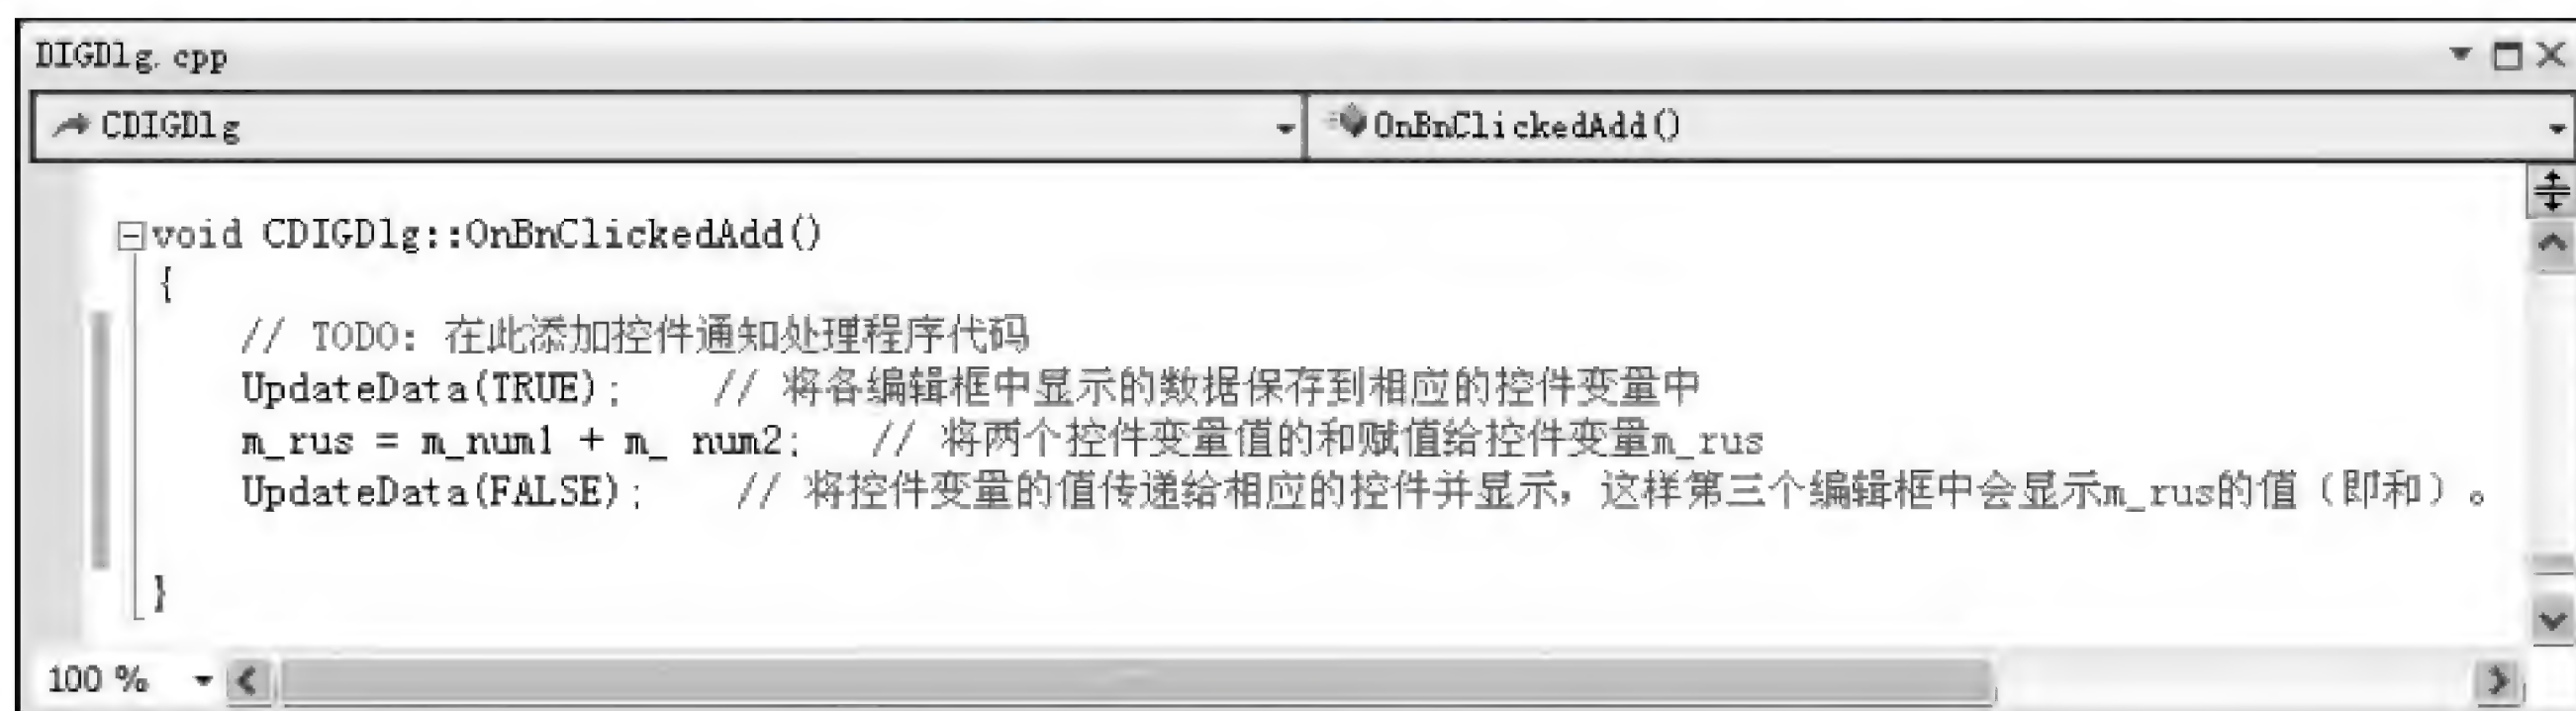 DIGDlg.cpp
CDIGDlg OnBnClickedAdd()
void CDIGDlg::OnBnClickedAdd()
{
// TODO: 在此添加控件通知处理程序代码
UpdateData(TRUE); // 将各编辑框中显示的数据保存到相应的控件变量中
m_rus = m_num1 + m_ num2; // 将两个控件变量值的和赋值给控件变量m_rus
UpdateData(FALSE); // 将控件变量的值传递给相应的控件并显示，这样第三个编辑框中会显示m_rus的值（即和）。
}
100 %